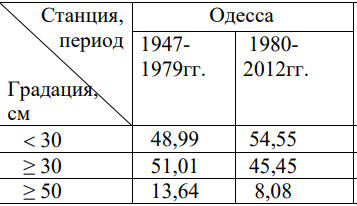 Станция, период
Одесса
Градация, см
1947-1979гг.
1980-2012гг.
< 30 48,99 54,55
≥ 30 51,01 45,45
≥ 50 13,64 8,08